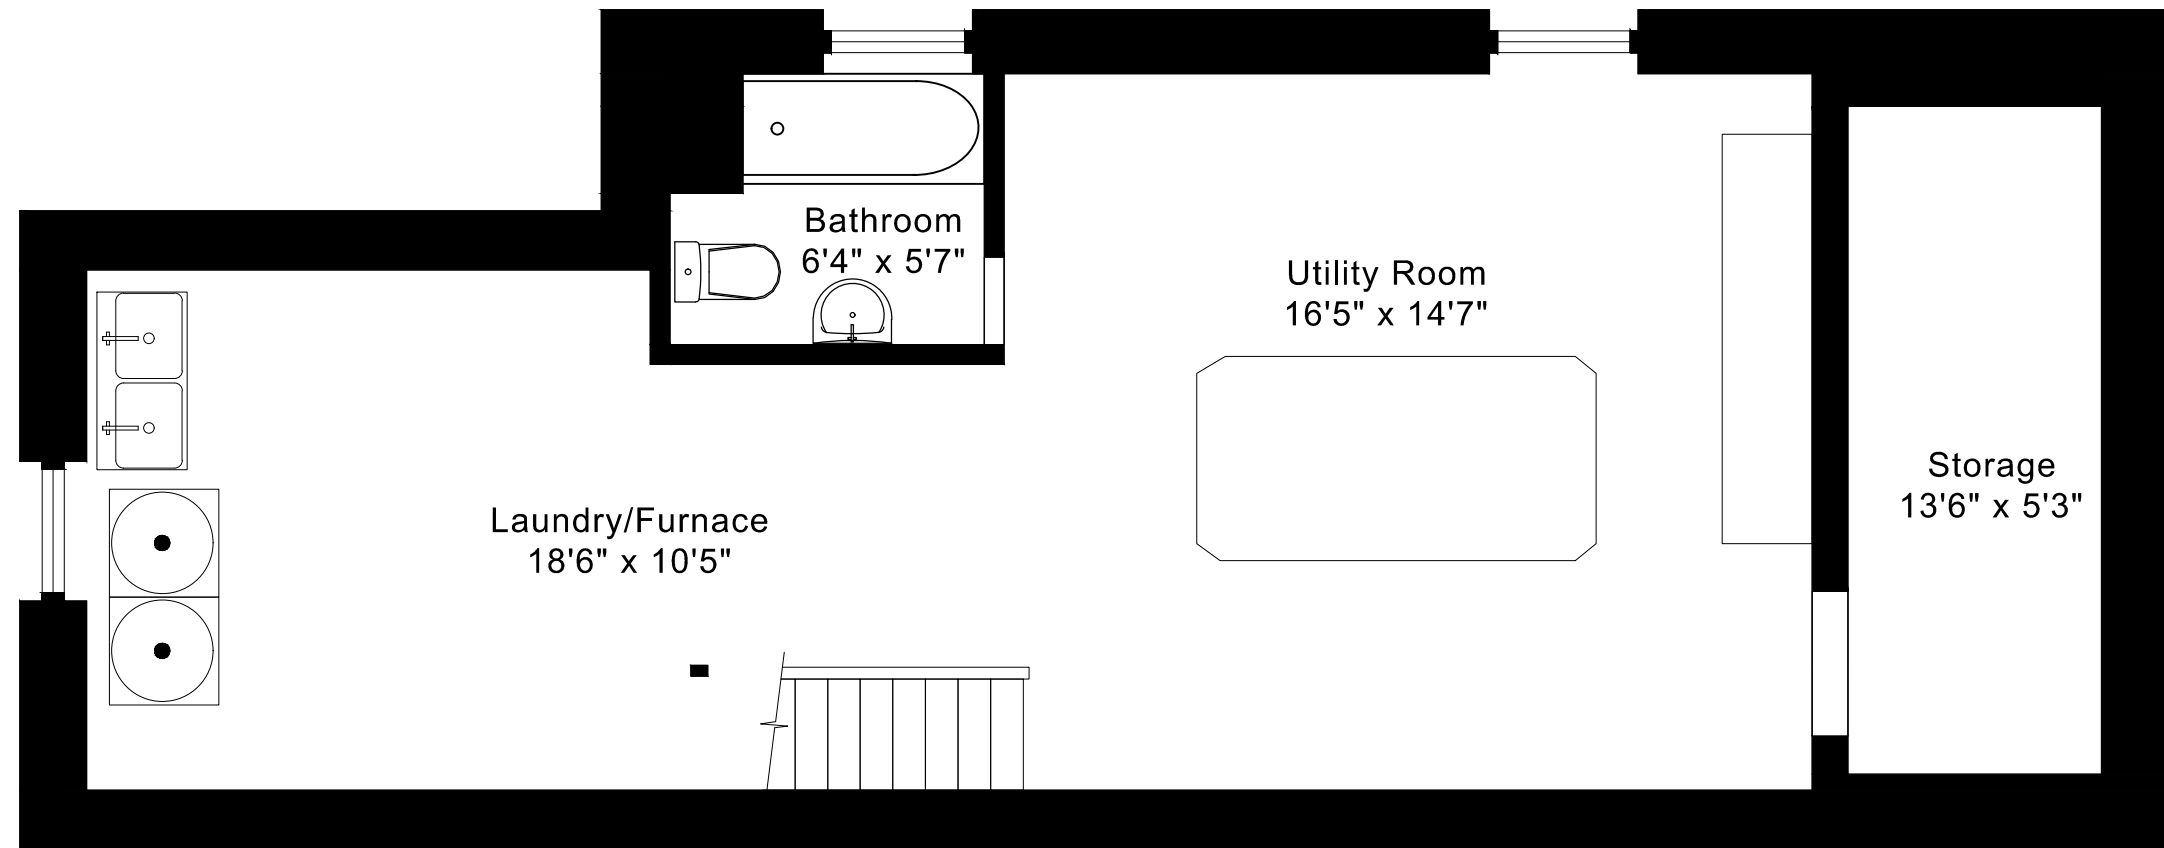 Bathroom
6'4" x 5'7"
Utility Room
16'5" x 14'7"
Storage
13'6" x 5'3"
Laundry/Furnace
18'6" x 10'5"